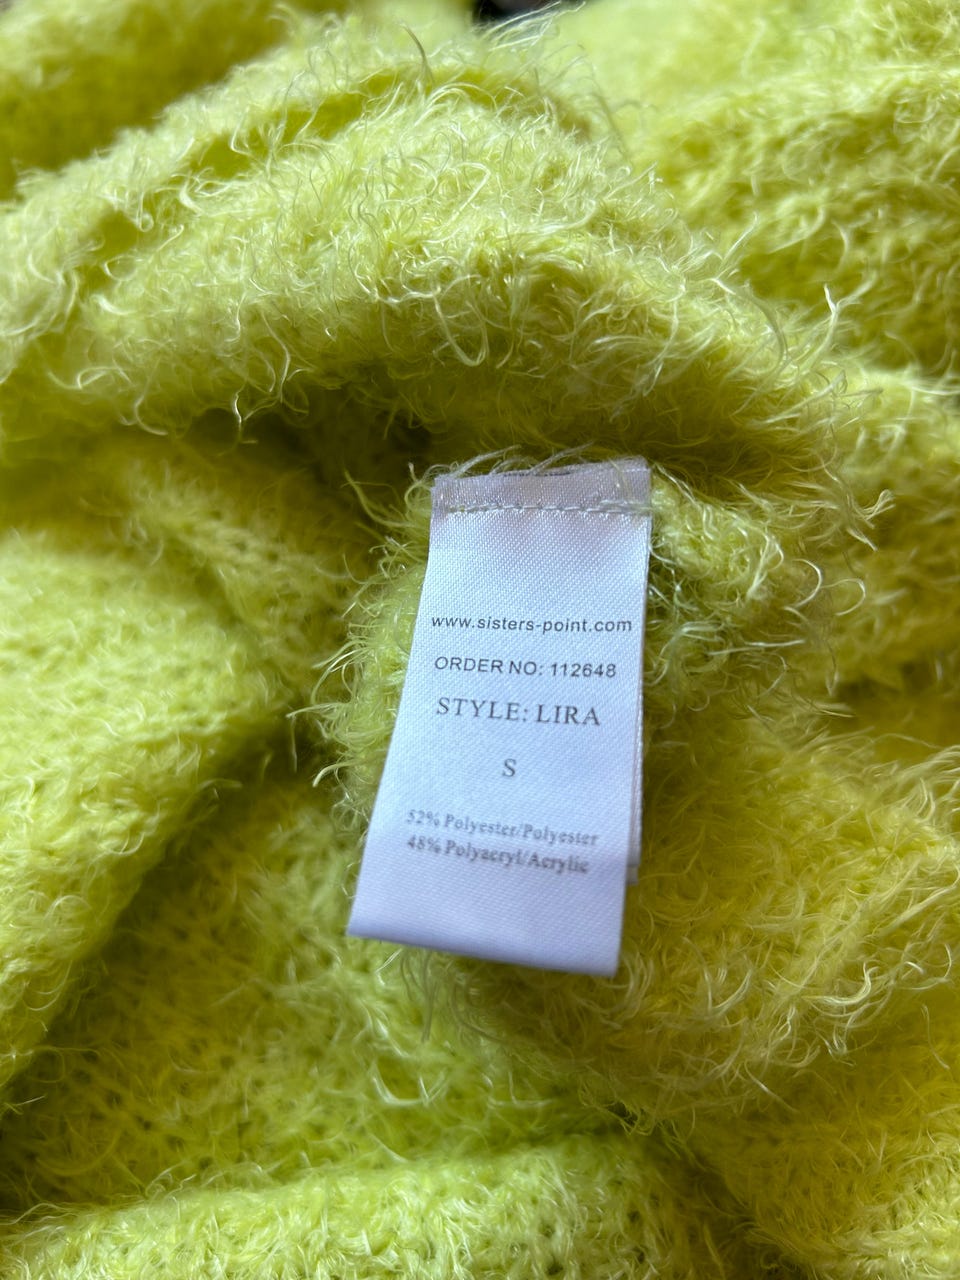 www.sisters-point.com
ORDER NO: 112648
STYLE: LIRA
S
52% Polyester/Polyester
48% Polyacryl/Acrylic